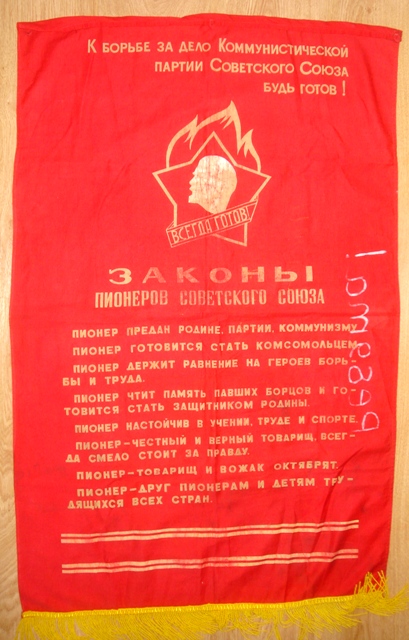 К БОРЬБЕ ЗА ДЕЛО КОММУНИСТИЧЕСКОЙ
ПАРТИИ СОВЕТСКОГО СОЮЗА
БУДЬ ГОТОВ!
ВСЕГДА ГОТОВ!
ЗАКОНЫ
ПИОНЕРОВ СОВЕТСКОГО СОЮЗА
ПИОНЕР ПРЕДАН РОДИНЕ, ПАРТИИ, КОММУНИЗМУ
ПИОНЕР ГОТОВИТСЯ СТАТЬ КОМСОМОЛЬЦЕМ
ПИОНЕР ДЕРЖИТ РАВНЕНИЕ НА ГЕРОЕВ БОРЬ-
БЫ И ТРУДА.
ПИОНЕР ЧТИТ ПАМЯТЬ ПАВШИХ БОРЦОВ И ГО-
ТОВИТСЯ СТАТЬ ЗАЩИТНИКОМ РОДИНЫ.
ПИОНЕР НАСТОЙЧИВ В УЧЕНИИ, ТРУДЕ И СПОРТЕ.
ПИОНЕР-ЧЕСТНЫЙ И ВЕРНЫЙ ТОВАРИЩ, ВСЕГ-
ДА СМЕЛО СТОИТ ЗА ПРАВДУ.
ПИОНЕР-ТОВАРИЩ И ВОЖАК ОКТЯБРЯТ.
ПИОНЕР-ДРУГ ПИОНЕРАМ И ДЕТЯМ ТРУ-
ДЯЩИХСЯ ВСЕХ СТРАН.